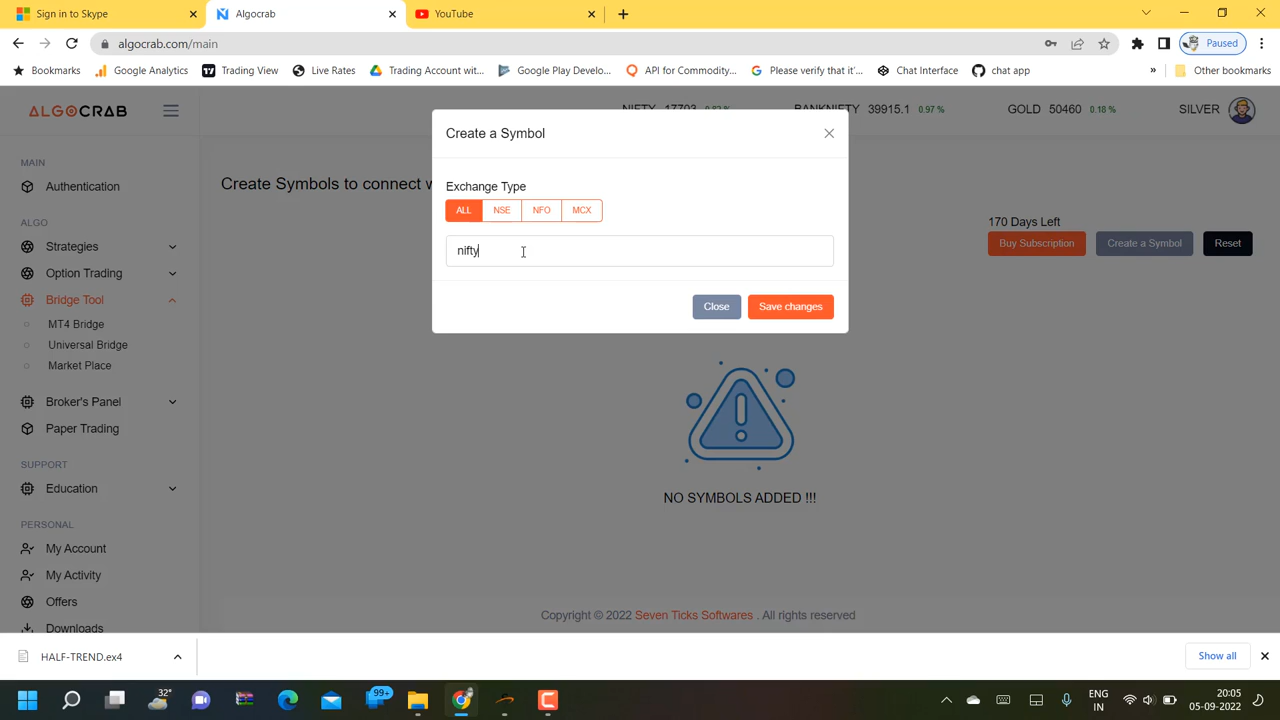 Sign in to Skype
Algocrab
YouTube
algocrab.com/main
Paused
Bookmarks
Google Analytics
Trading View
Live Rates
Trading Account wit...
Google Play Develo...
API for Commodity...
Please verify that i'...
Chat Interface
chat app
»
Other bookmarks
ALGOCRAB
NIFTY 17703 0.82 %
BANKNIFTY 39915.1 0.97 %
GOLD 50460 0.18 %
SILVER
MAIN
Authentication
ALGO
Strategies
Option Trading
Bridge Tool
MT4 Bridge
Universal Bridge
Market Place
Broker's Panel
Paper Trading
SUPPORT
Education
PERSONAL
My Account
My Activity
Offers
Downloads
Create Symbols to connect w
170 Days Left
Buy Subscription
Create a Symbol
Reset
Create a Symbol
Exchange Type
ALL
NSE
NFO
MCX
nifty
Close
Save changes
NO SYMBOLS ADDED !!!
Copyright © 2022 Seven Ticks Softwares . All rights reserved
HALF-TREND.ex4
Show all
32°
99+
ENG
IN
20:05
05-09-2022